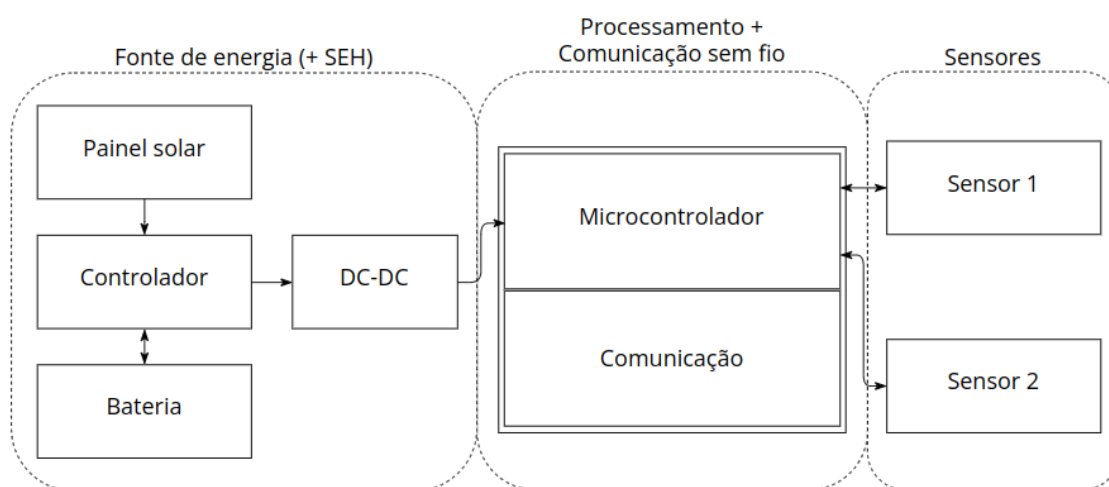 Fonte de energia (+ SEH)
Processamento +
Comunicação sem fio
Sensores
Painel solar
Controlador
DC-DC
Bateria
Microcontrolador
Comunicação
Sensor 1
Sensor 2